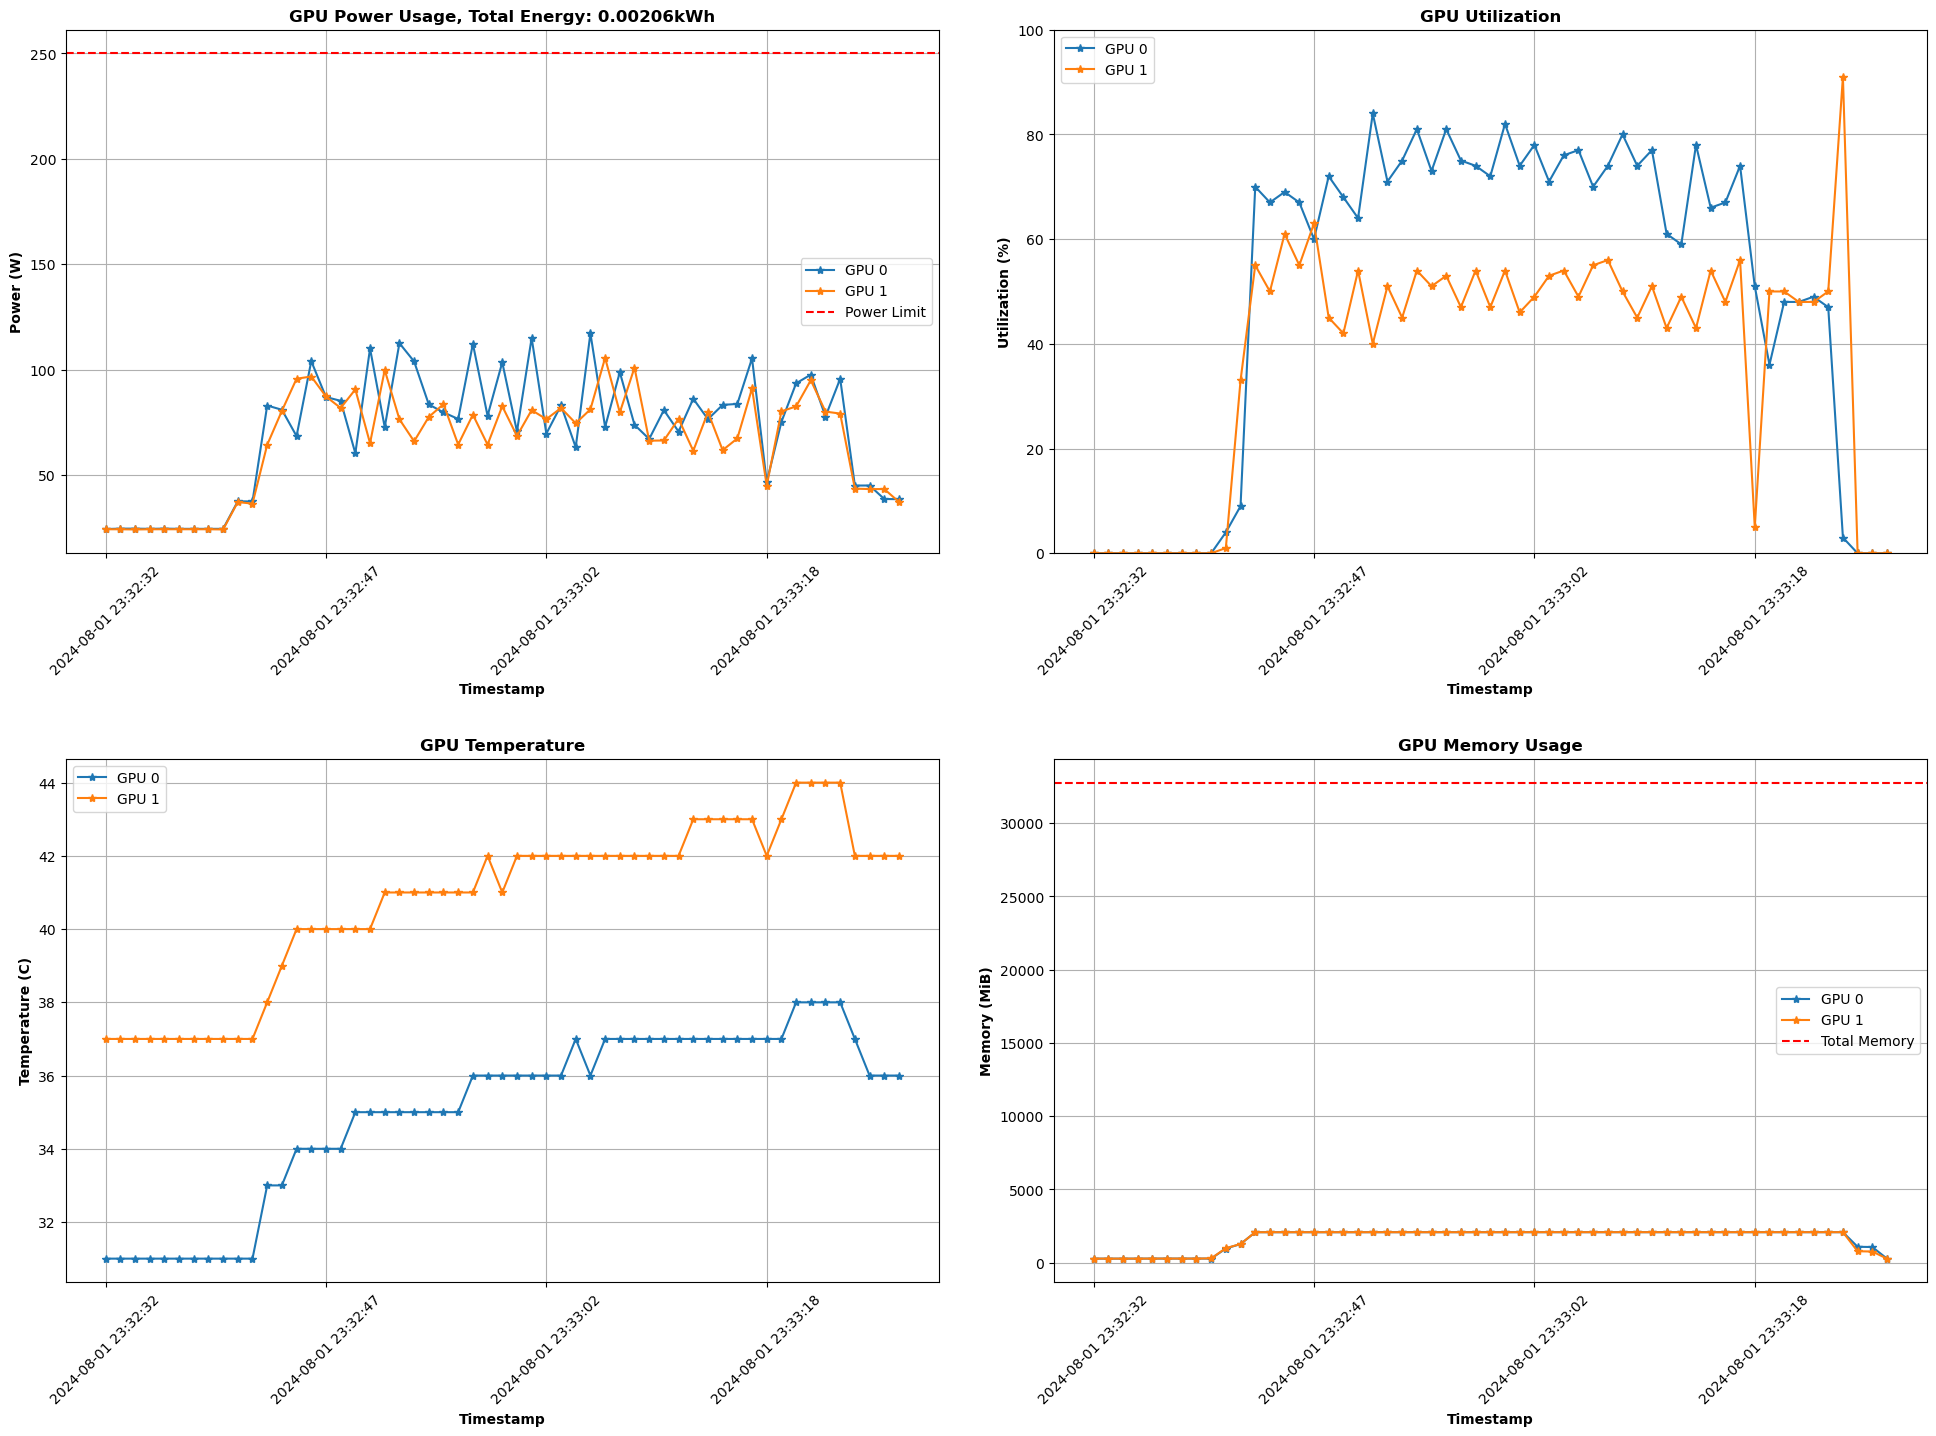 GPU Power Usage, Total Energy: 0.00206kWh
250
200
150
100
50
Power (W)
GPU 0
GPU 1
Power Limit
2024-08-01 23:32:32
2024-08-01 23:32:47
2024-08-01 23:33:02
2024-08-01 23:33:18
Timestamp
GPU Utilization
100
80
60
40
20
0
Utilization (%)
GPU 0
GPU 1
2024-08-01 23:32:32
2024-08-01 23:32:47
2024-08-01 23:33:02
2024-08-01 23:33:18
Timestamp
GPU Temperature
44
42
40
38
36
34
32
Temperature (C)
GPU 0
GPU 1
2024-08-01 23:32:32
2024-08-01 23:32:47
2024-08-01 23:33:02
2024-08-01 23:33:18
Timestamp
GPU Memory Usage
30000
25000
20000
15000
10000
5000
0
Memory (MiB)
GPU 0
GPU 1
Total Memory
2024-08-01 23:32:32
2024-08-01 23:32:47
2024-08-01 23:33:02
2024-08-01 23:33:18
Timestamp